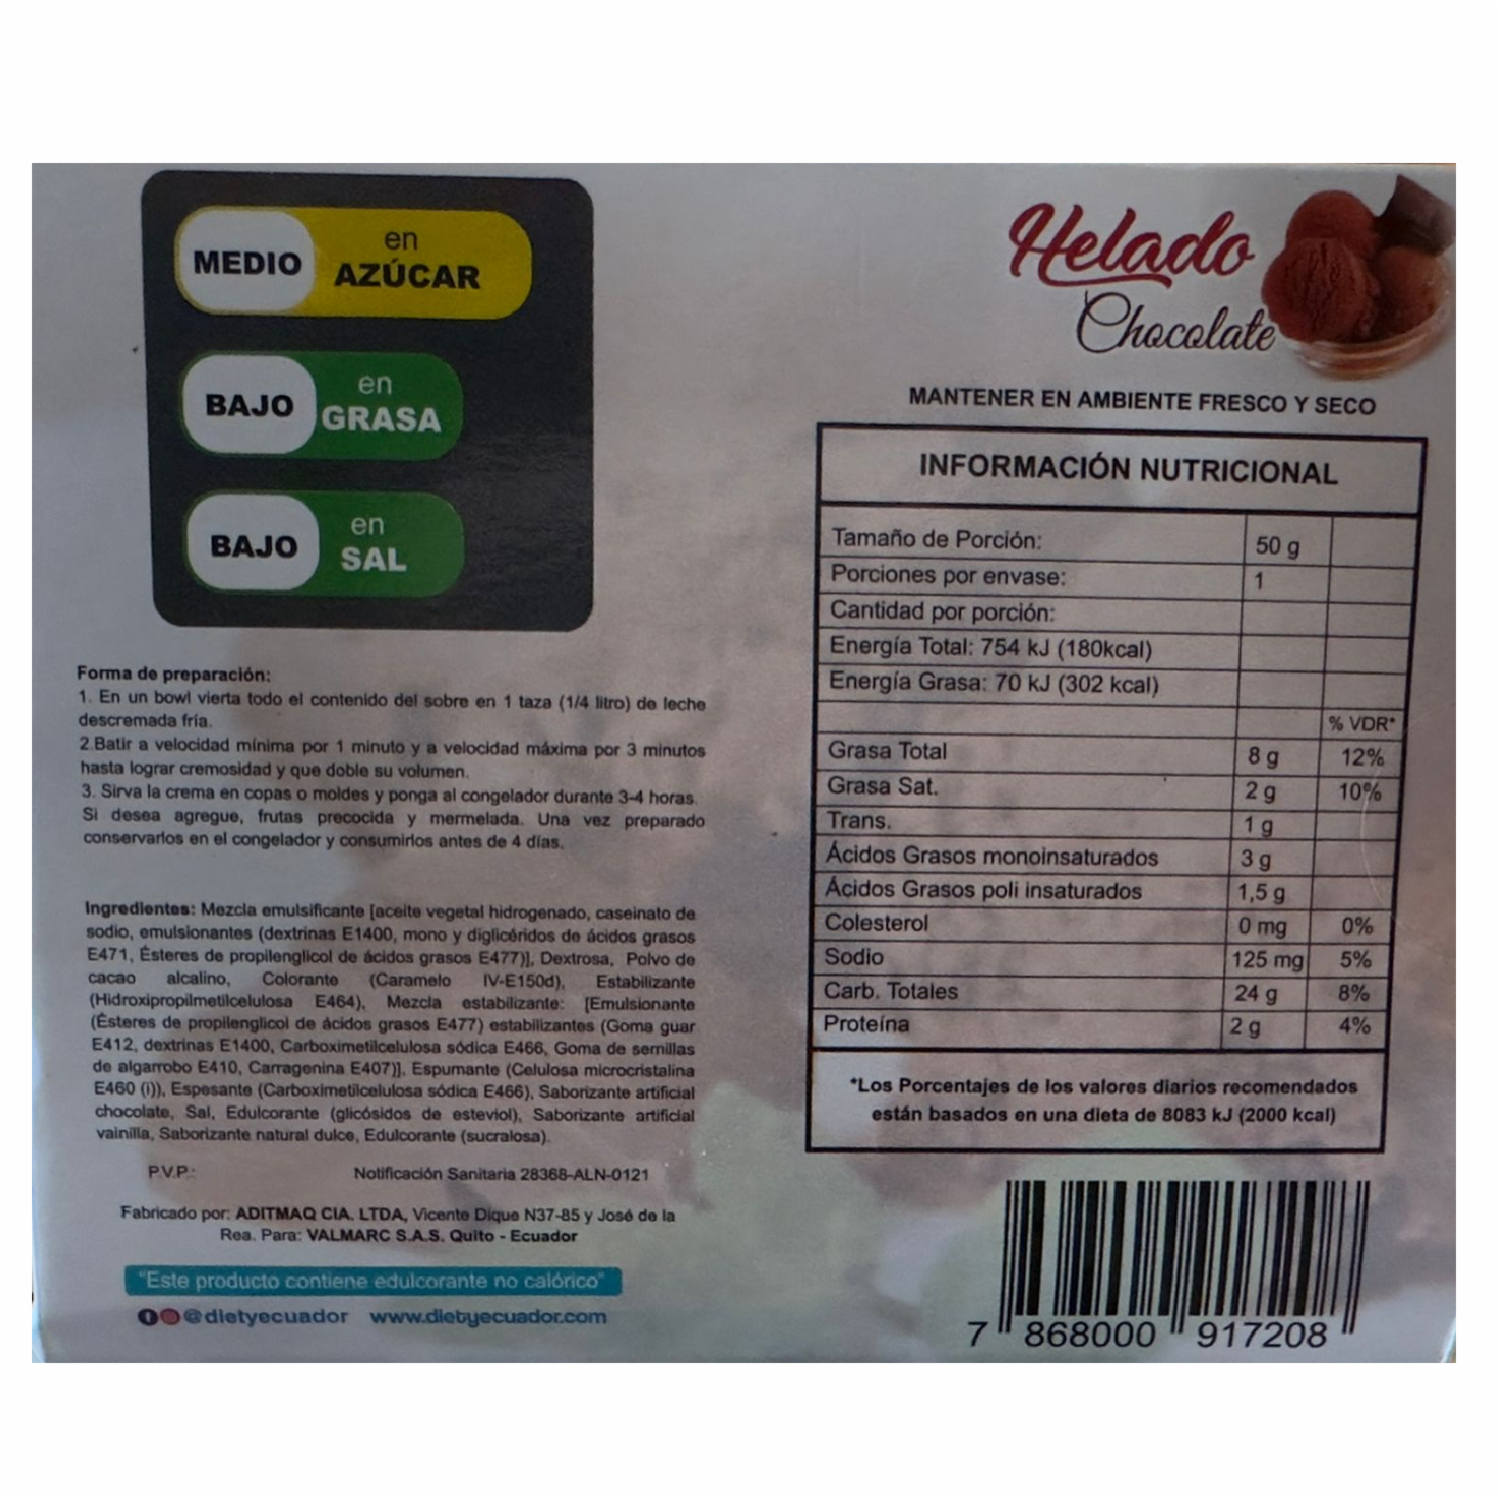 MEDIO
en
AZÚCAR
BAJO
en
GRASA
BAJO
en
SAL
Forma de preparación:
1. En un bowl vierta todo el contenido del sobre en 1 taza (1/4 litro) de leche
descremada fría.
2.Batir a velocidad mínima por 1 minuto y a velocidad máxima por 3 minutos
hasta lograr cremosidad y que doble su volumen.
3. Sirva la crema en copas o moldes y ponga al congelador durante 3-4 horas.
Si desea agregue, frutas precocida y mermelada. Una vez preparado
conservarlos en el congelador y consumirlos antes de 4 días.
Ingredientes: Mezcla emulsificante [aceite vegetal hidrogenado, caseinato de
sodio, emulsionantes (dextrinas E1400, mono y diglicéridos de ácidos grasos
E471, Ésteres de propilenglicol de ácidos grasos E477)], Dextrosa, Polvo de
cacao alcalino, Colorante (Caramelo IV-E150d), Estabilizante
(Hidroxipropilmetilcelulosa E464), Mezcla estabilizante: [Emulsionante
(Ésteres de propilenglicol de ácidos grasos E477) estabilizantes (Goma guar
E412, dextrinas E1400, Carboximetilcelulosa sódica E466, Goma de semillas
de algarrobo E410, Carragenina E407)]. Espumante (Celulosa microcristalina
E460 (i)), Espesante (Carboximetilcelulosa sódica E466), Saborizante artificial
chocolate, Sal, Edulcorante (glicósidos de esteviol), Saborizante artificial
vainilla, Saborizante natural dulce, Edulcorante (sucralosa).
P.V.P.: Notificación Sanitaria 28368-ALN-0121
Fabricado por: ADITMAQ CIA. LTDA, Vicente Dique N37-85 y José de la
Rea. Para: VALMARC S.A.S. Quito - Ecuador
"Este producto contiene edulcorante no calórico"
@dietyecuador www.dietyecuador.com
Helado
Chocolate
MANTENER EN AMBIENTE FRESCO Y SECO
INFORMACIÓN NUTRICIONAL
Tamaño de Porción: 50 g
Porciones por envase: 1
Cantidad por porción:
Energía Total: 754 kJ (180kcal)
Energía Grasa: 70 kJ (302 kcal)
% VDR*
Grasa Total 8 g 12%
Grasa Sat. 2 g 10%
Trans. 1 g
Ácidos Grasos monoinsaturados 3 g
Ácidos Grasos poli insaturados 1,5 g
Colesterol 0 mg 0%
Sodio 125 mg 5%
Carb. Totales 24 g 8%
Proteína 2 g 4%
*Los Porcentajes de los valores diarios recomendados
están basados en una dieta de 8083 kJ (2000 kcal)
7 868000 917208